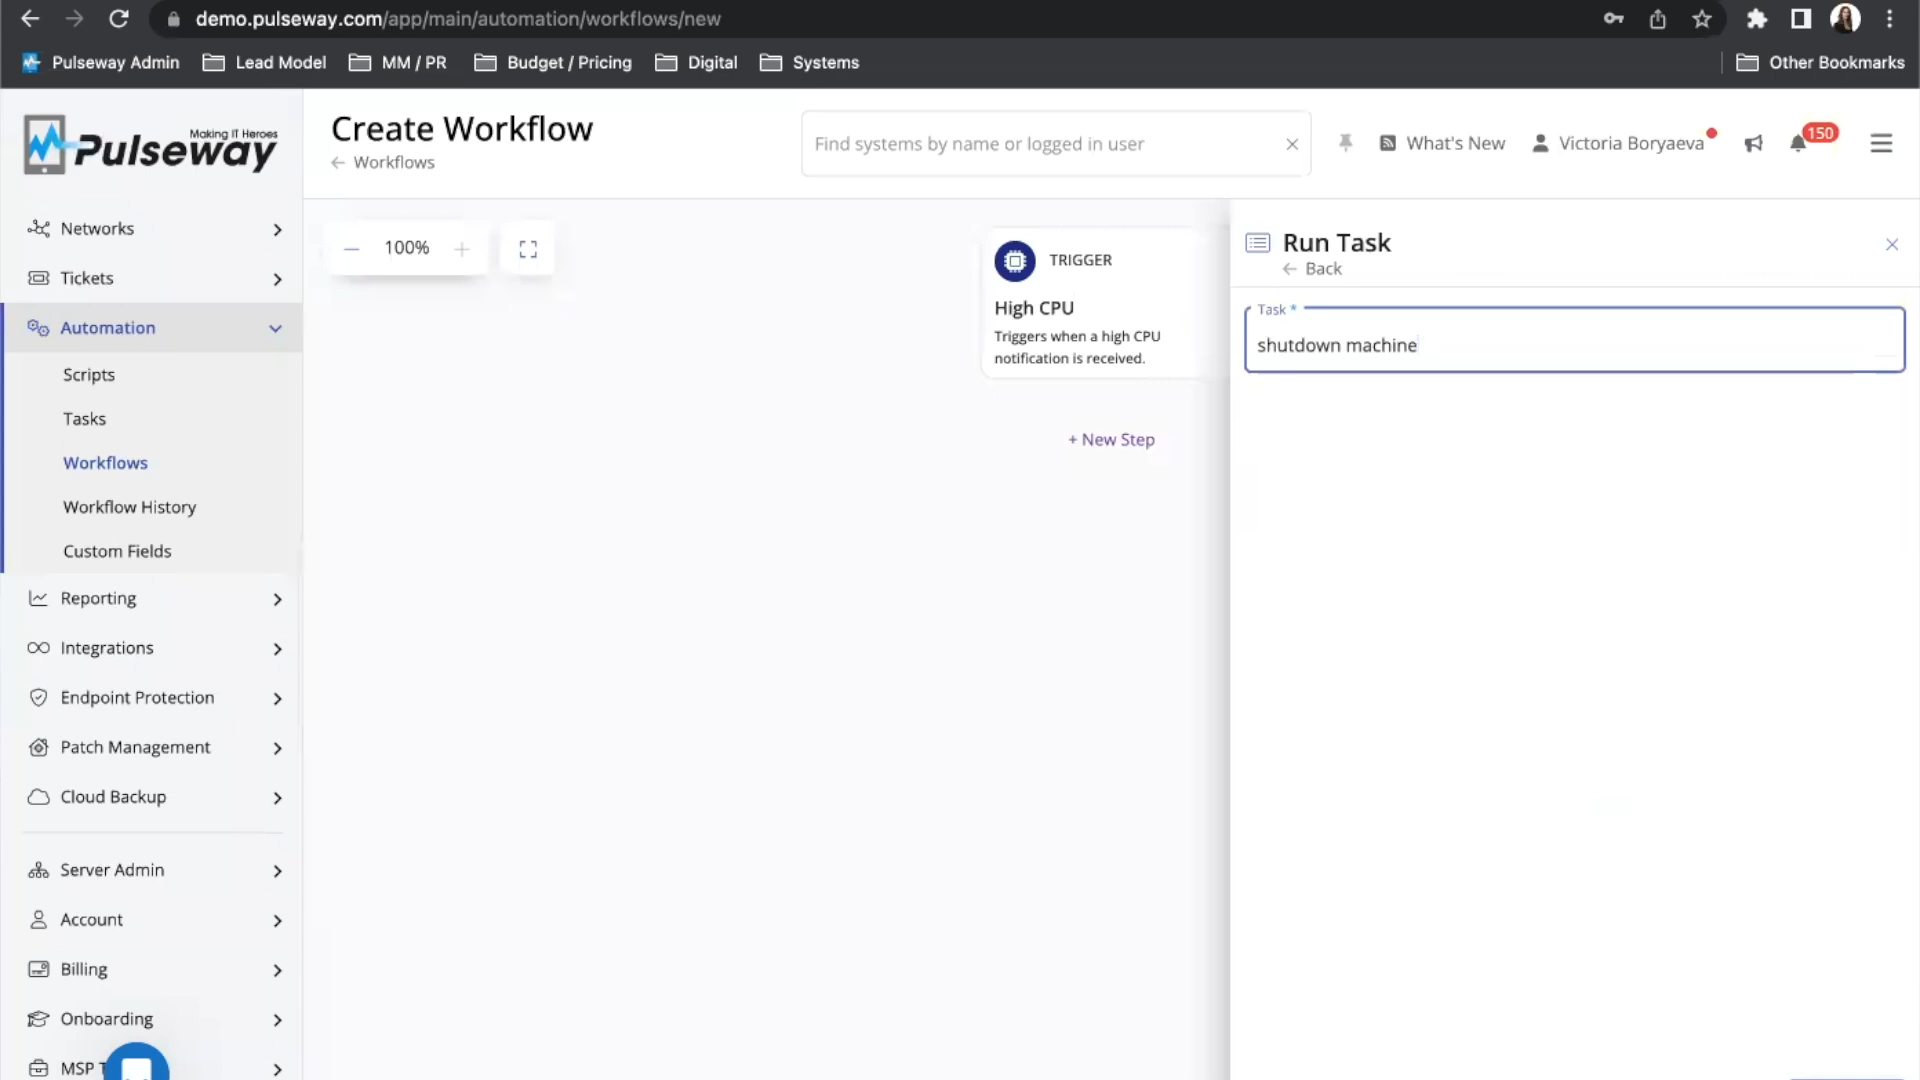 demo.pulseway.com/app/main/automation/workflows/new
Pulseway Admin
Lead Model
MM / PR
Budget / Pricing
Digital
Systems
Other Bookmarks
Making IT Heroes
Pulseway
Create Workflow
Workflows
Find systems by name or logged in user
What's New
Victoria Boryaeva
150
Networks
Tickets
Automation
Scripts
Tasks
Workflows
Workflow History
Custom Fields
Reporting
Integrations
Endpoint Protection
Patch Management
Cloud Backup
Server Admin
Account
Billing
Onboarding
MSP
100%
TRIGGER
High CPU
Triggers when a high CPU
notification is received.
+ New Step
Run Task
Back
Task *
shutdown machine